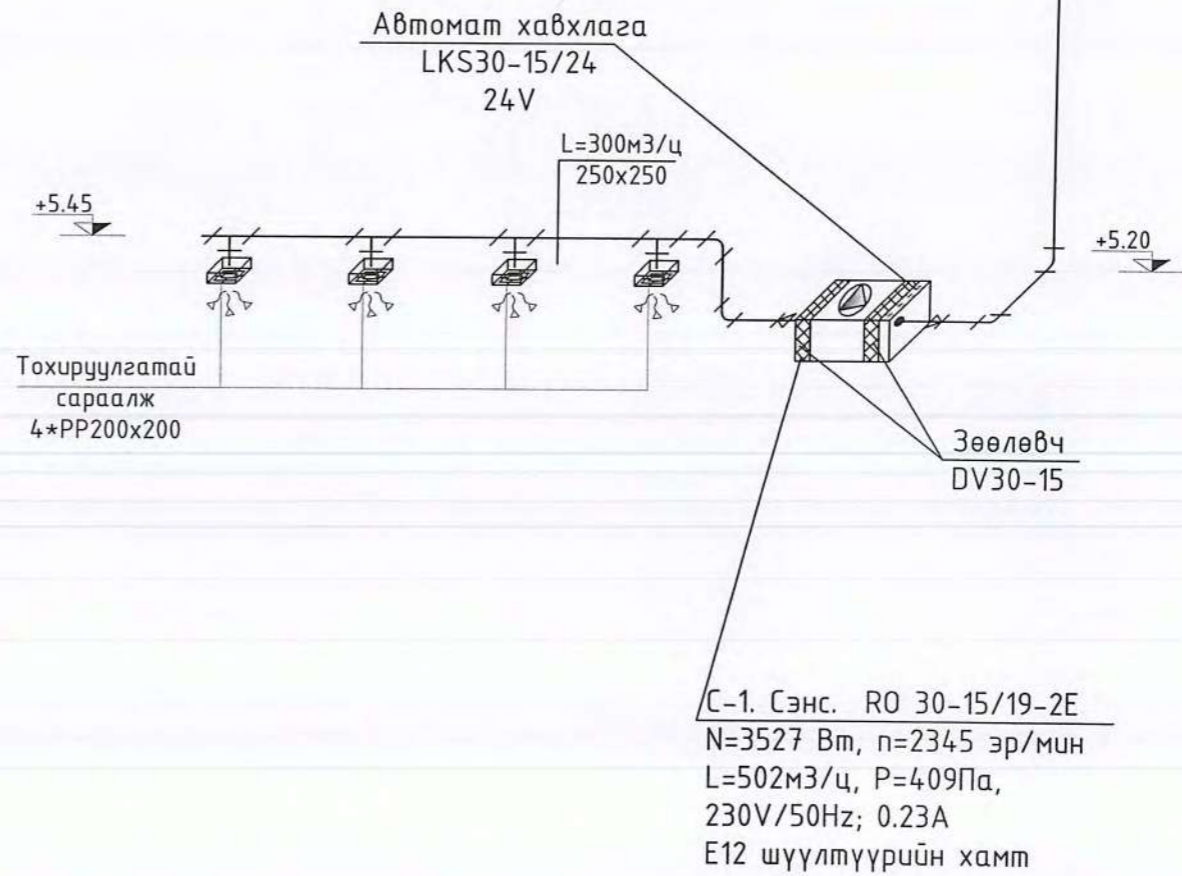 Автомат хавхлага
LKS30-15/24
24V
L=300м3/ц
250x250
+5.45
+5.20
Тохируулгатай
сараалж
4*РР200x200
Зөөлөвч
DV30-15
С-1. Сэнс. RO 30-15/19-2E
N=3527 Вт, n=2345 эр/мин
L=502м3/ц, P=409Па,
230V/50Hz; 0.23A
E12 шүүлтүүрийн хамт